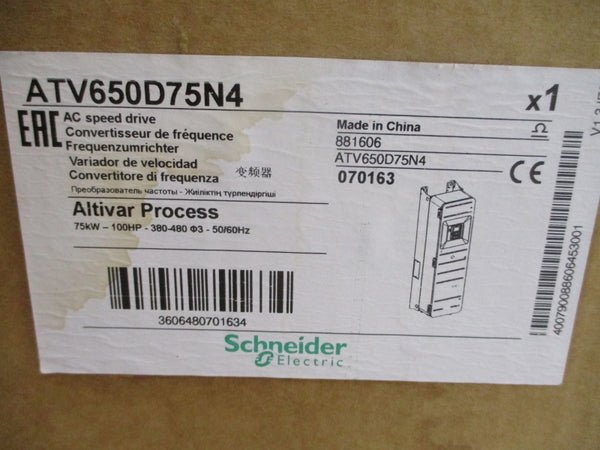 ATV650D75N4
x1
EAC
AC speed drive
Convertisseur de fréquence
Frequenzumrichter
Variador de velocidad
Convertitore di frequenza 变频器
Преобразователь частоты - Жиіліктің түрлендіргіші
Altivar Process
75kW - 100HP - 380-480 Φ3 - 50/60Hz
Made in China
881606
ATV650D75N4
070163
CE
3606480701634
Schneider
Electric
400790088606453001